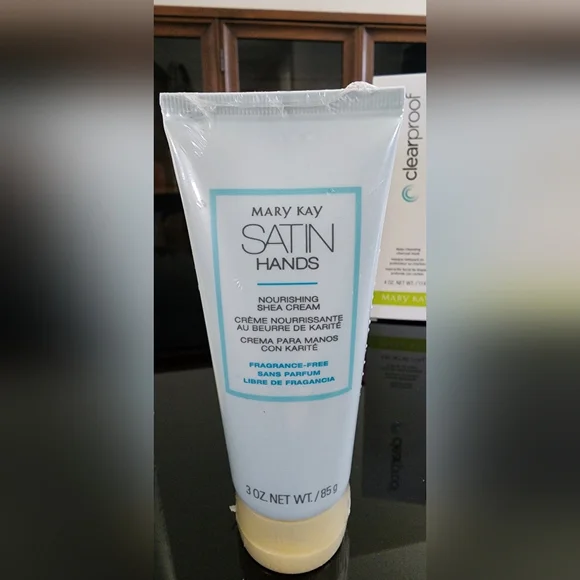 MARY KAY
SATIN
HANDS
NOURISHING
SHEA CREAM
CRÈME NOURRISSANTE
AU BEURRE DE KARITÉ
CREMA PARA MANOS
CON KARITÉ
FRAGRANCE-FREE
SANS PARFUM
LIBRE DE FRAGANCIA
3 OZ. NET WT. / 85 g
clearproof
MARY KAY